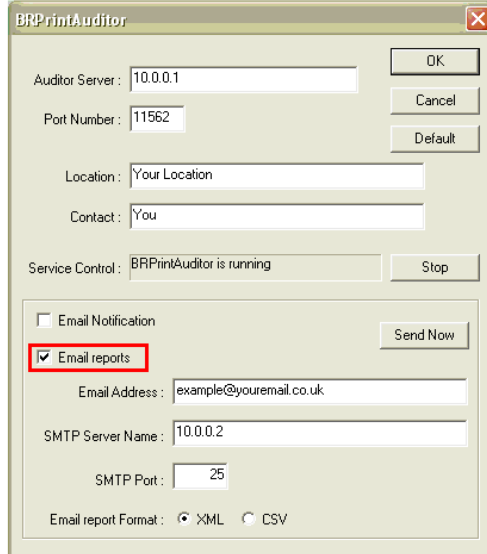 BRPrintAuditor
OK
Auditor Server : 10.0.0.1
Cancel
Port Number : 11562
Default
Location : Your Location
Contact : You
Service Control : BRPrintAuditor is running Stop
Email Notification
Send Now
Email reports
Email Address : example@youremail.co.uk
SMTP Server Name : 10.0.0.2
SMTP Port : 25
Email report Format : XML CSV